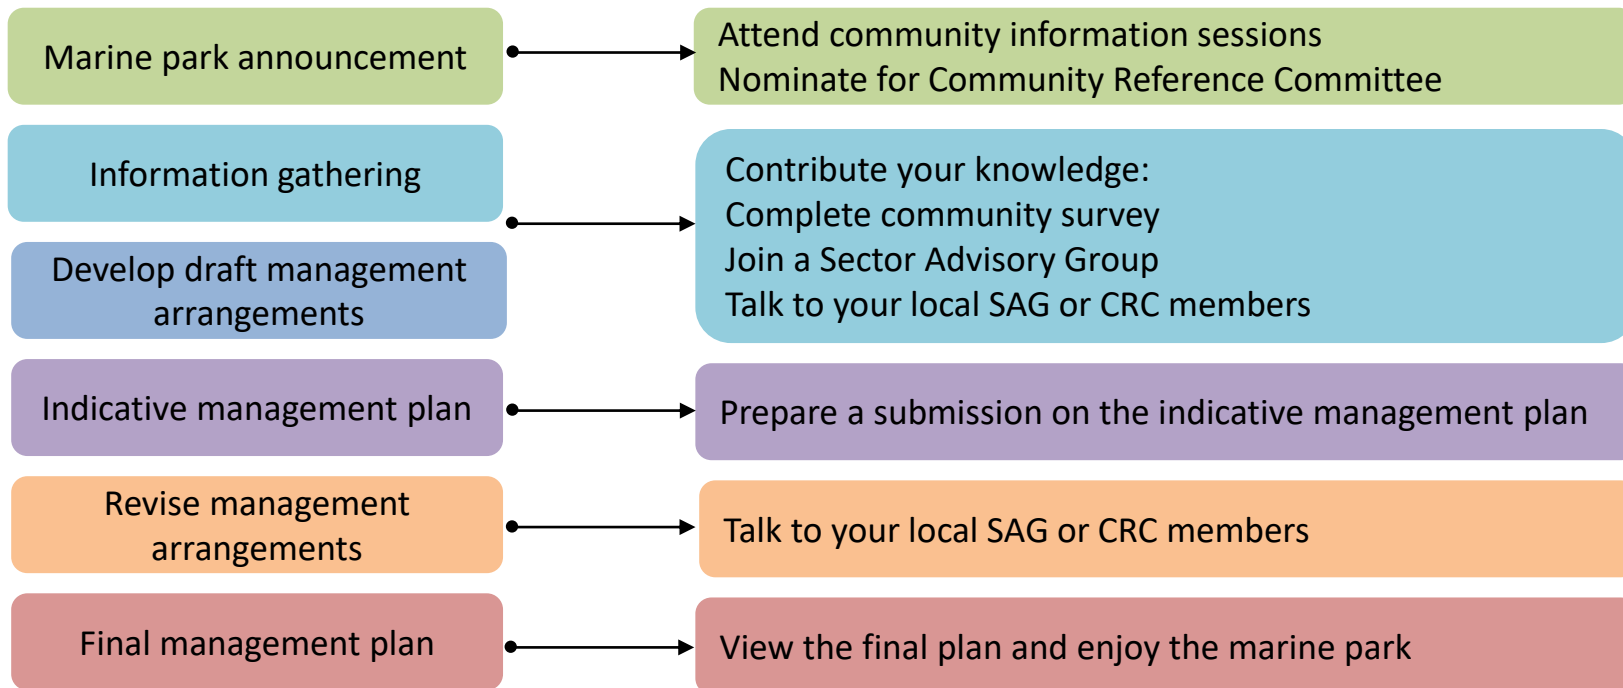 Marine park announcement
Attend community information sessions
Nominate for Community Reference Committee
Information gathering
Develop draft management
arrangements
Contribute your knowledge:
Complete community survey
Join a Sector Advisory Group
Talk to your local SAG or CRC members
Indicative management plan
Prepare a submission on the indicative management plan
Revise management
arrangements
Talk to your local SAG or CRC members
Final management plan
View the final plan and enjoy the marine park